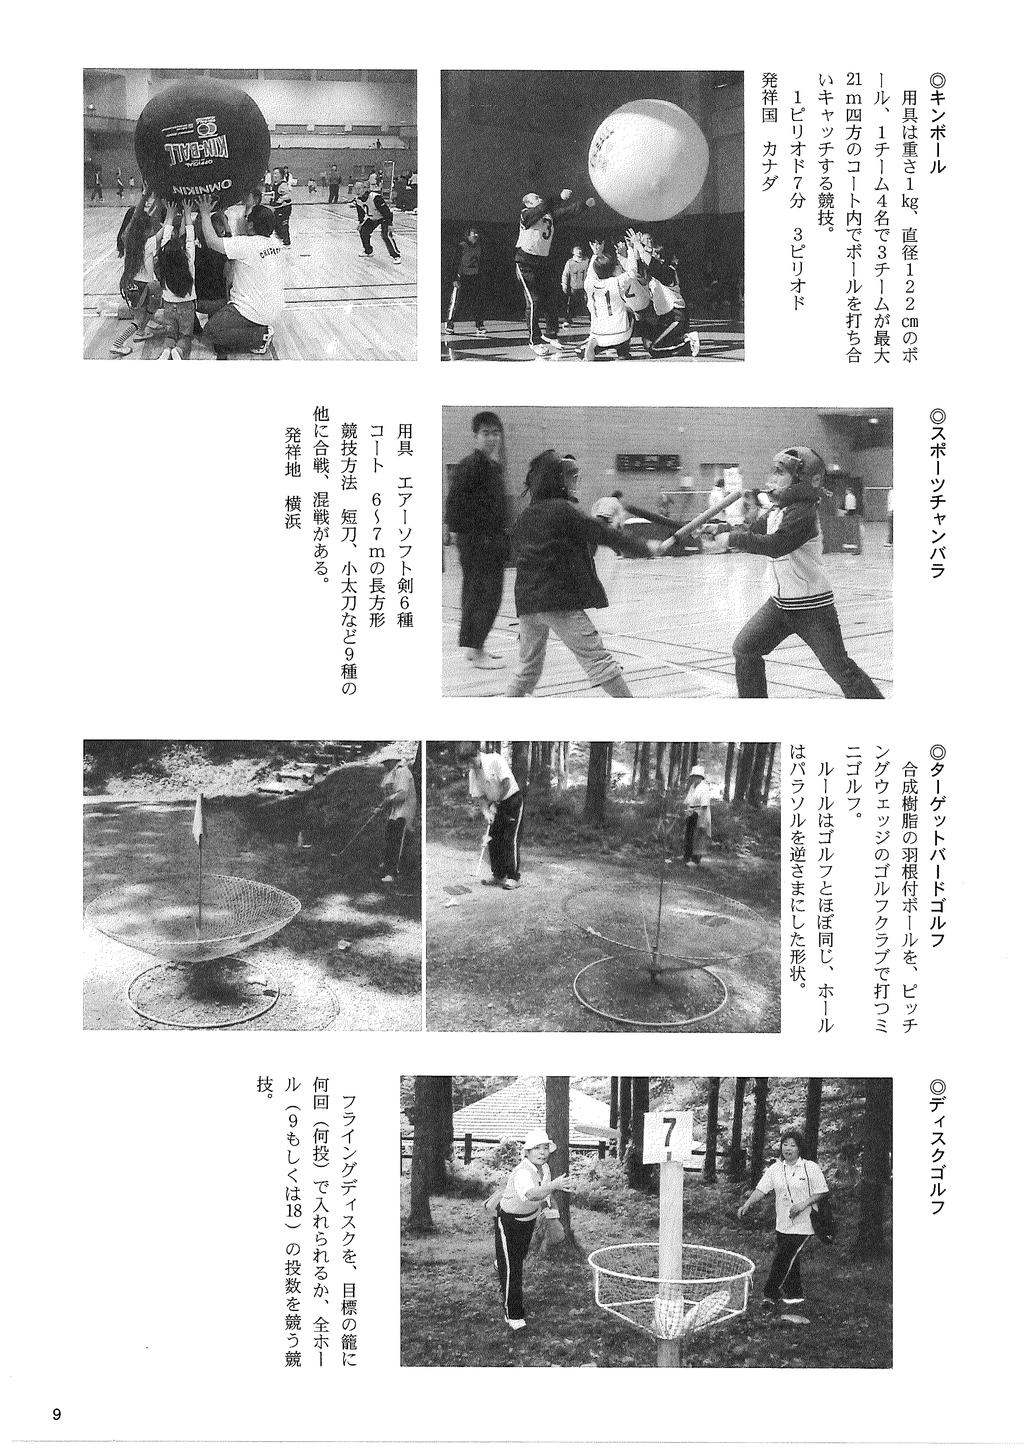 ◎キンボール
用具は重さ1kg、直径122cmのボ
ール、1チーム4名で3チームが最大
21m四方のコート内でボールを打ち合
いキャッチする競技。
1ピリオド7分　3ピリオド
発祥国　カナダ
KIN-BALL
OFFICIAL
OMNIKIN
3
11
2
◎スポーツチャンバラ
用具　エアーソフト剣6種
コート　6～7mの長方形
競技方法　短刀、小太刀など9種の
他に合戦、混戦がある。
発祥地　横浜
◎ターゲットバードゴルフ
合成樹脂の羽根付ボールを、ピッチ
ングウェッジのゴルフクラブで打つミ
ニゴルフ。
ルールはゴルフとほぼ同じ、ホール
はパラソルを逆さまにした形状。
◎ディスクゴルフ
7
フライングディスクを、目標の籠に
何回（何投）で入れられるか、全ホー
ル（9もしくは18）の投数を競う競
技。
9